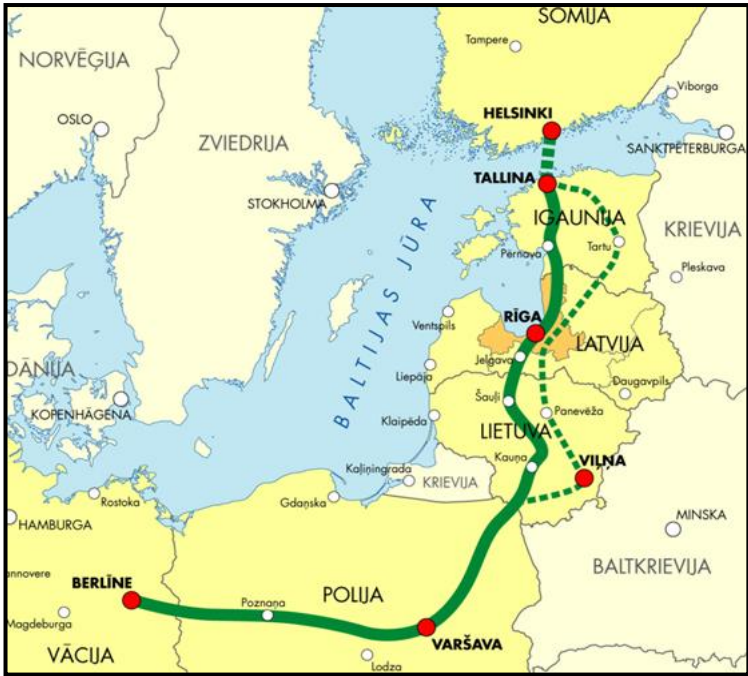 SOMIJA
Tampere
NORVĒĢIJA
Viborga
HELSINKI
OSLO
ZVIEDRIJA
SANKTPĒTERBURGA
TALLINA
STOKHOLMA
IGAUNIJA
KRIEVIJA
Pērnava
Tartu
BALTIJAS JŪRA
Pleskava
RĪGA
Ventspils
LATVIJA
DĀNIJA
Jelgava
Liepāja
Daugavpils
KOPENHĀGENA
Šauļi
Klaipēda
Panevēža
LIETUVA
Kauņa
VIĻŅA
Kaļiņingrada
KRIEVIJA
Rostoka
Gdaņska
HAMBURGA
MINSKA
BALTKRIEVIJA
annovere
BERLĪNE
POLIJA
Poznaņa
Magdeburga
VARŠAVA
VĀCIJA
Lodza